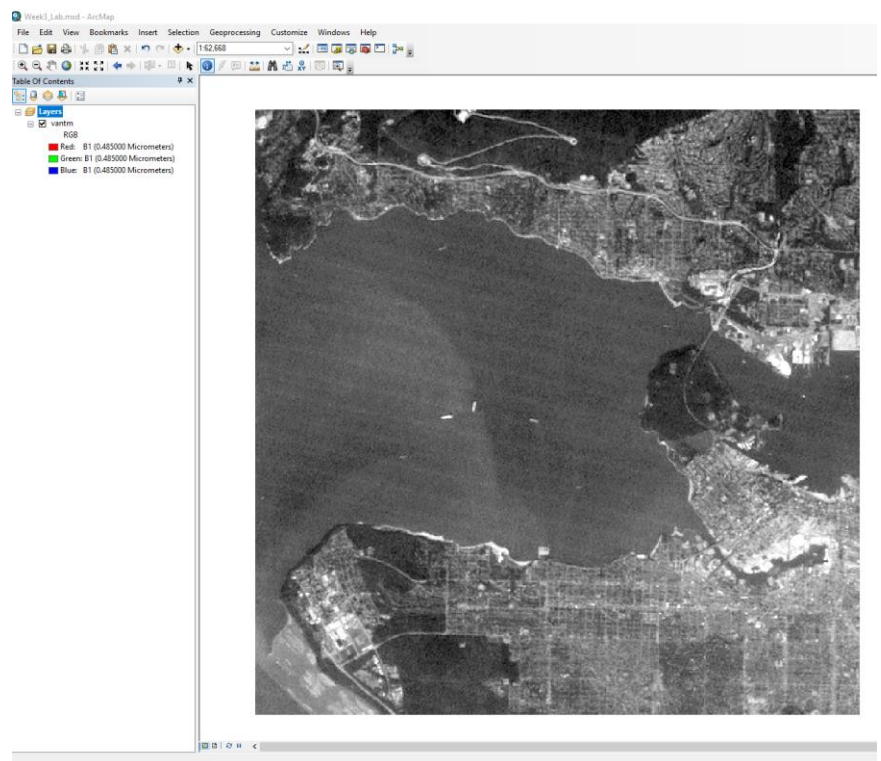 Week3_Lab.mxd - ArcMap
File Edit View Bookmarks Insert Selection Geoprocessing Customize Windows Help
1:62,668
Table Of Contents
Layers
vantm
RGB
Red: B1 (0.485000 Micrometers)
Green: B1 (0.485000 Micrometers)
Blue: B1 (0.485000 Micrometers)